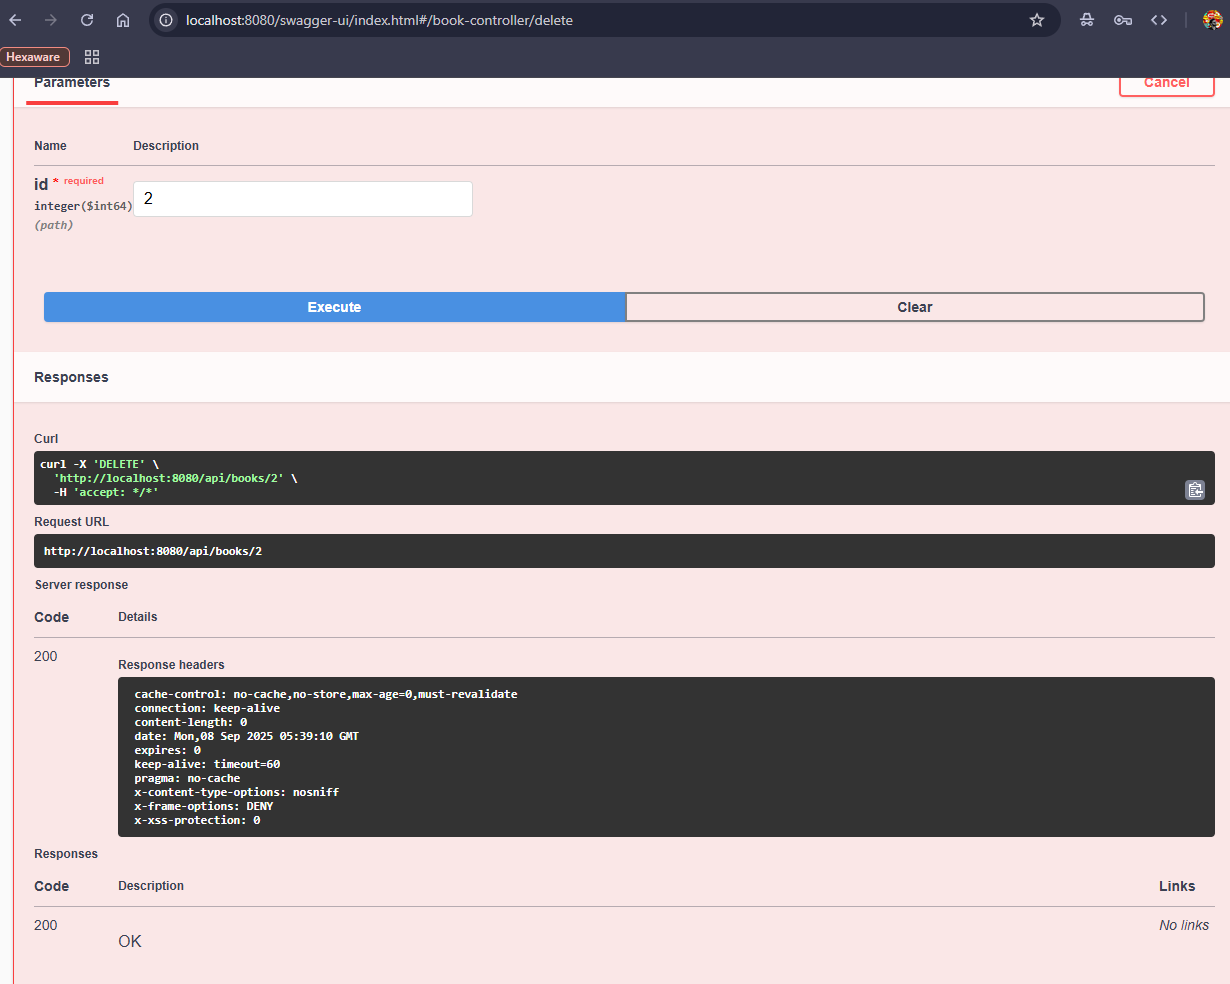 localhost:8080/swagger-ui/index.html#/book-controller/delete
Hexaware
Parameters
Cancel
Name Description
id * required
integer($int64)
(path)
2
Execute
Clear
Responses
Curl
curl -X 'DELETE' \
'http://localhost:8080/api/books/2' \
-H 'accept: */*'
Request URL
http://localhost:8080/api/books/2
Server response
Code Details
200
Response headers
cache-control: no-cache,no-store,max-age=0,must-revalidate
connection: keep-alive
content-length: 0
date: Mon,08 Sep 2025 05:39:10 GMT
expires: 0
keep-alive: timeout=60
pragma: no-cache
x-content-type-options: nosniff
x-frame-options: DENY
x-xss-protection: 0
Responses
Code Description Links
200 No links
OK